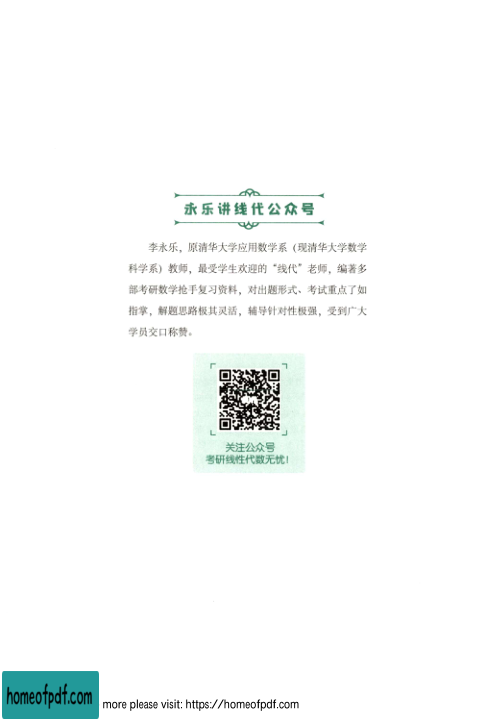 永乐讲线代公众号
李永乐，原清华大学应用数学系（现清华大学数学
科学系）教师，最受学生欢迎的“线代”老师，编著多
部考研数学抢手复习资料，对出题形式、考试重点了如
指掌，解题思路极其灵活，辅导针对性极强，受到广大
学员交口称赞。
关注公众号
考研线性代数无忧！
homeofpdf.com
more please visit: https://homeofpdf.com